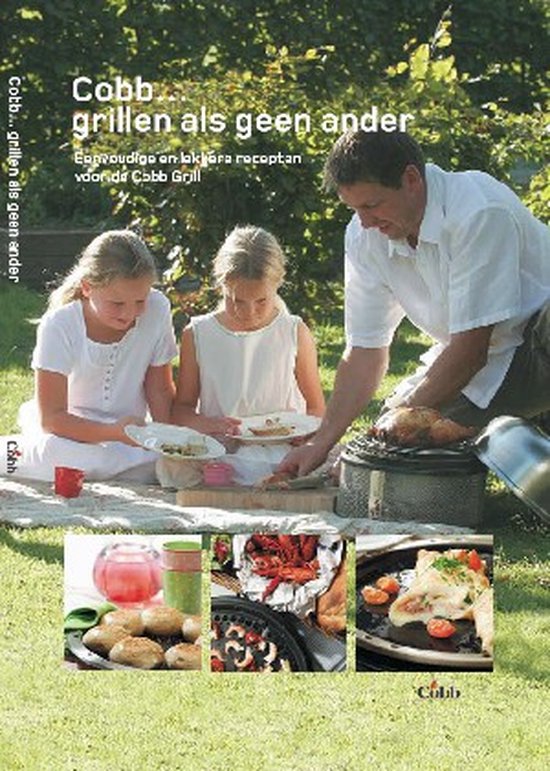 Cobb...
grillen als geen ander
Eenvoudige en lekkere recepten
voor de Cobb Grill
Cobb... grillen als geen ander
Cobb
Cobb